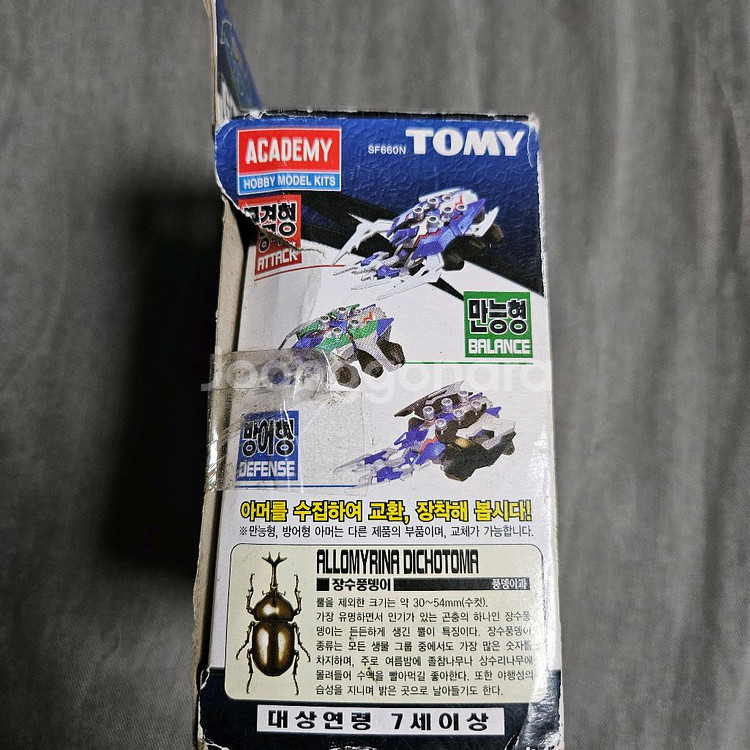 ACADEMY
HOBBY MODEL KITS
SF660N
TOMY
공격형
ATTACK
만능형
BALANCE
Joonggonara
방어형
DEFENSE
아머를 수집하여 교환, 장착해 봅시다!
※만능형, 방어형 아머는 다른 제품의 부품이며, 교체가 가능합니다.
ALLOMYRINA DICHOTOMA
■ 장수풍뎅이
풍뎅이과
뿔을 제외한 크기는 약 30~54mm(수컷).
가장 유명하면서 인기가 있는 곤충의 하나인 장수풍
뎅이는 든든하게 생긴 뿔이 특징이다. 장수풍뎅이
종류는 모든 생물 그룹 중에서도 가장 많은 숫자를
차지하며, 주로 여름밤에 졸참나무나 상수리나무에
몰려들어 수액을 빨아먹길 좋아한다. 또한 야행성의
습성을 지니며 밝은 곳으로 날아들기도 한다.
대상연령 7세이상